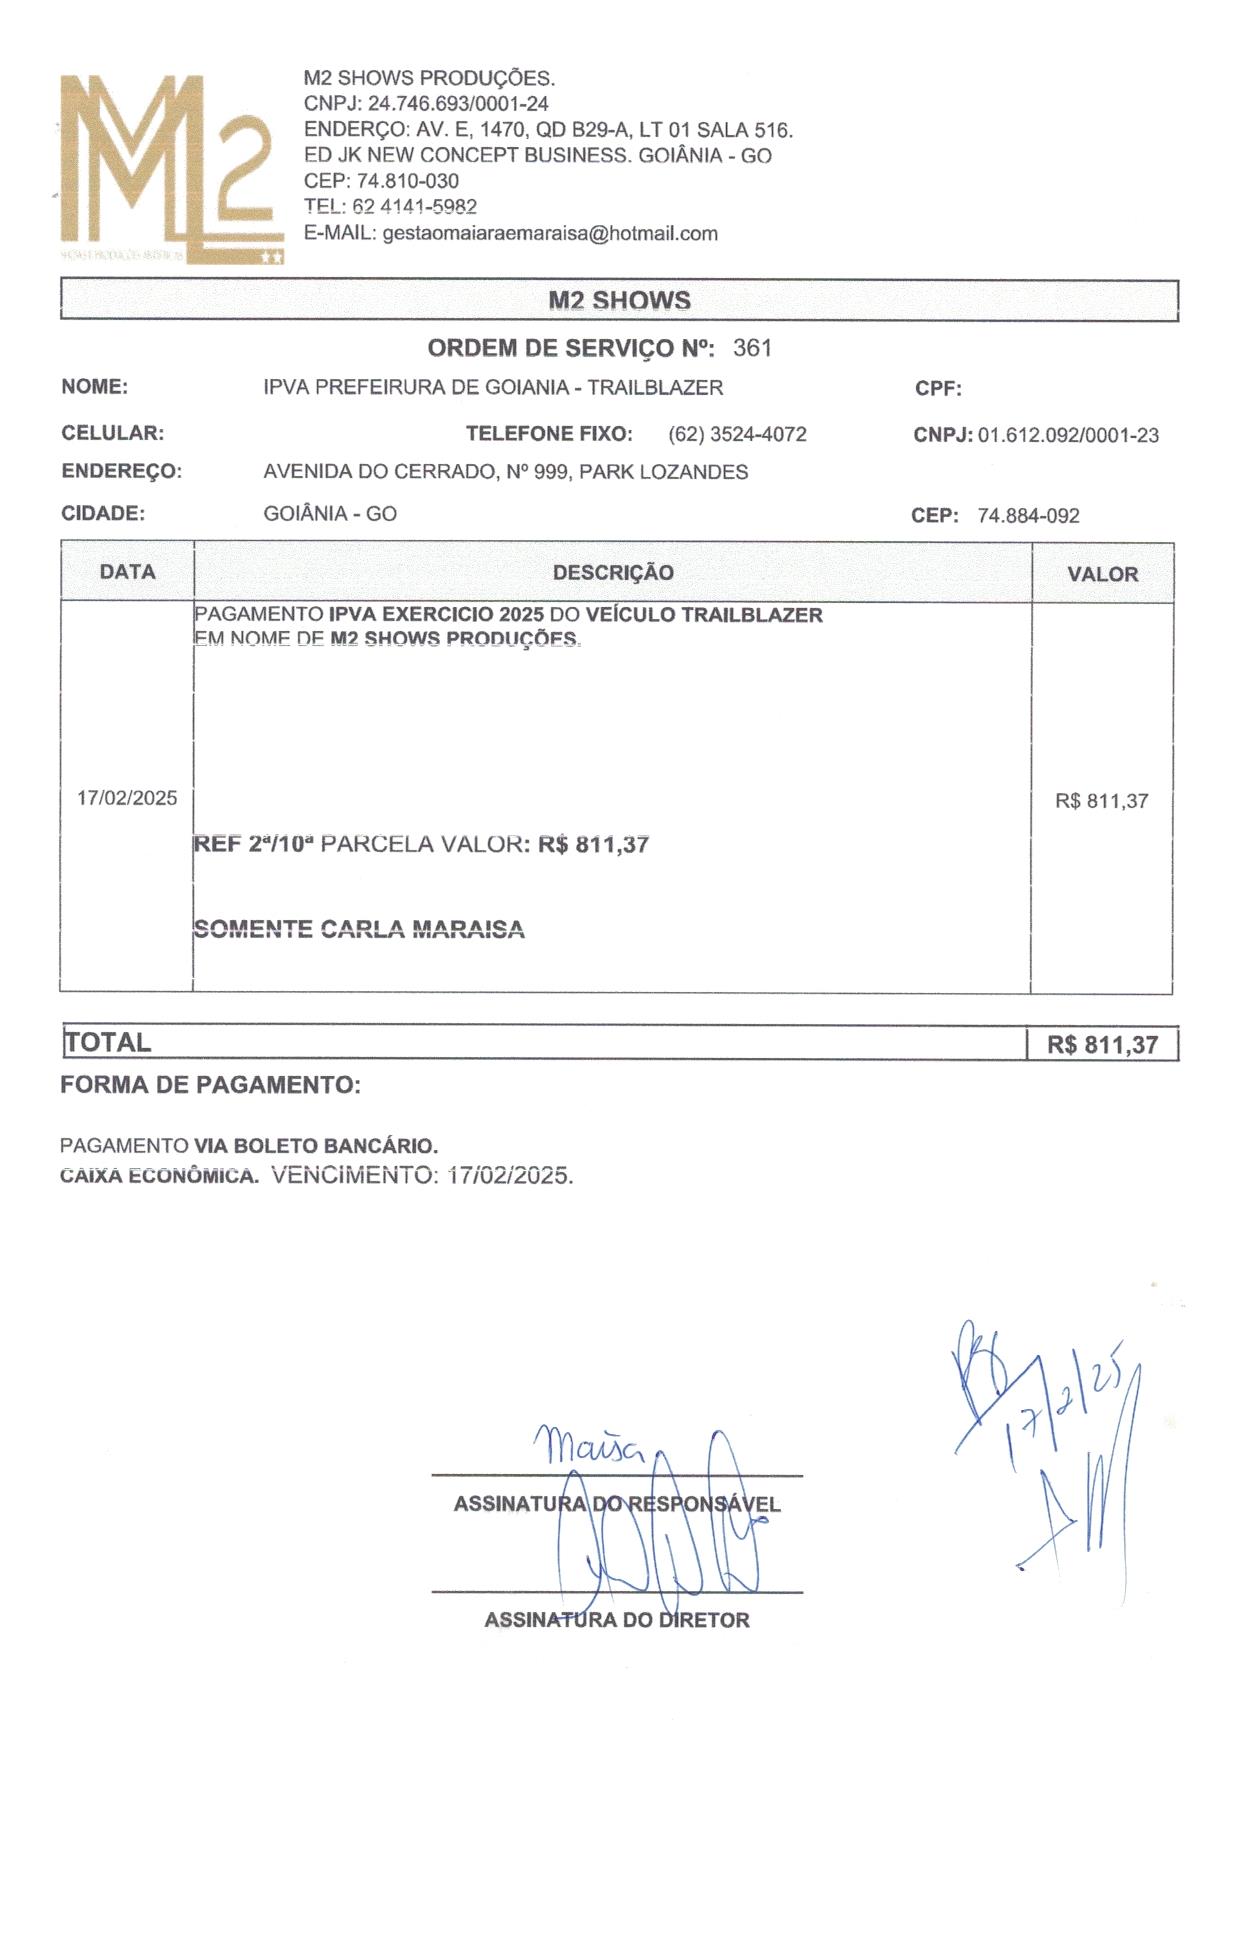 M2 SHOWS PRODUÇÕES.
CNPJ: 24.746.693/0001-24
ENDERÇO: AV. E, 1470, QD B29-A, LT 01 SALA 516.
ED JK NEW CONCEPT BUSINESS. GOIÂNIA - GO
CEP: 74.810-030
TEL: 62 4141-5982
E-MAIL: gestaomaiaraemaraisa@hotmail.com
M2
SHOWS E PRODUÇÕES ARTÍSTICAS
M2 SHOWS
ORDEM DE SERVIÇO Nº: 361
NOME: IPVA PREFEIRURA DE GOIANIA - TRAILBLAZER CPF:
CELULAR: TELEFONE FIXO: (62) 3524-4072 CNPJ: 01.612.092/0001-23
ENDEREÇO: AVENIDA DO CERRADO, Nº 999, PARK LOZANDES
CIDADE: GOIÂNIA - GO CEP: 74.884-092
DATA DESCRIÇÃO VALOR
PAGAMENTO IPVA EXERCICIO 2025 DO VEÍCULO TRAILBLAZER
EM NOME DE M2 SHOWS PRODUÇÕES.
17/02/2025 R$ 811,37
REF 2ª/10ª PARCELA VALOR: R$ 811,37
SOMENTE CARLA MARAISA
TOTAL R$ 811,37
FORMA DE PAGAMENTO:
PAGAMENTO VIA BOLETO BANCÁRIO.
CAIXA ECONÔMICA. VENCIMENTO: 17/02/2025.
17/2/25
Maisa
ASSINATURA DO RESPONSÁVEL
ASSINATURA DO DIRETOR